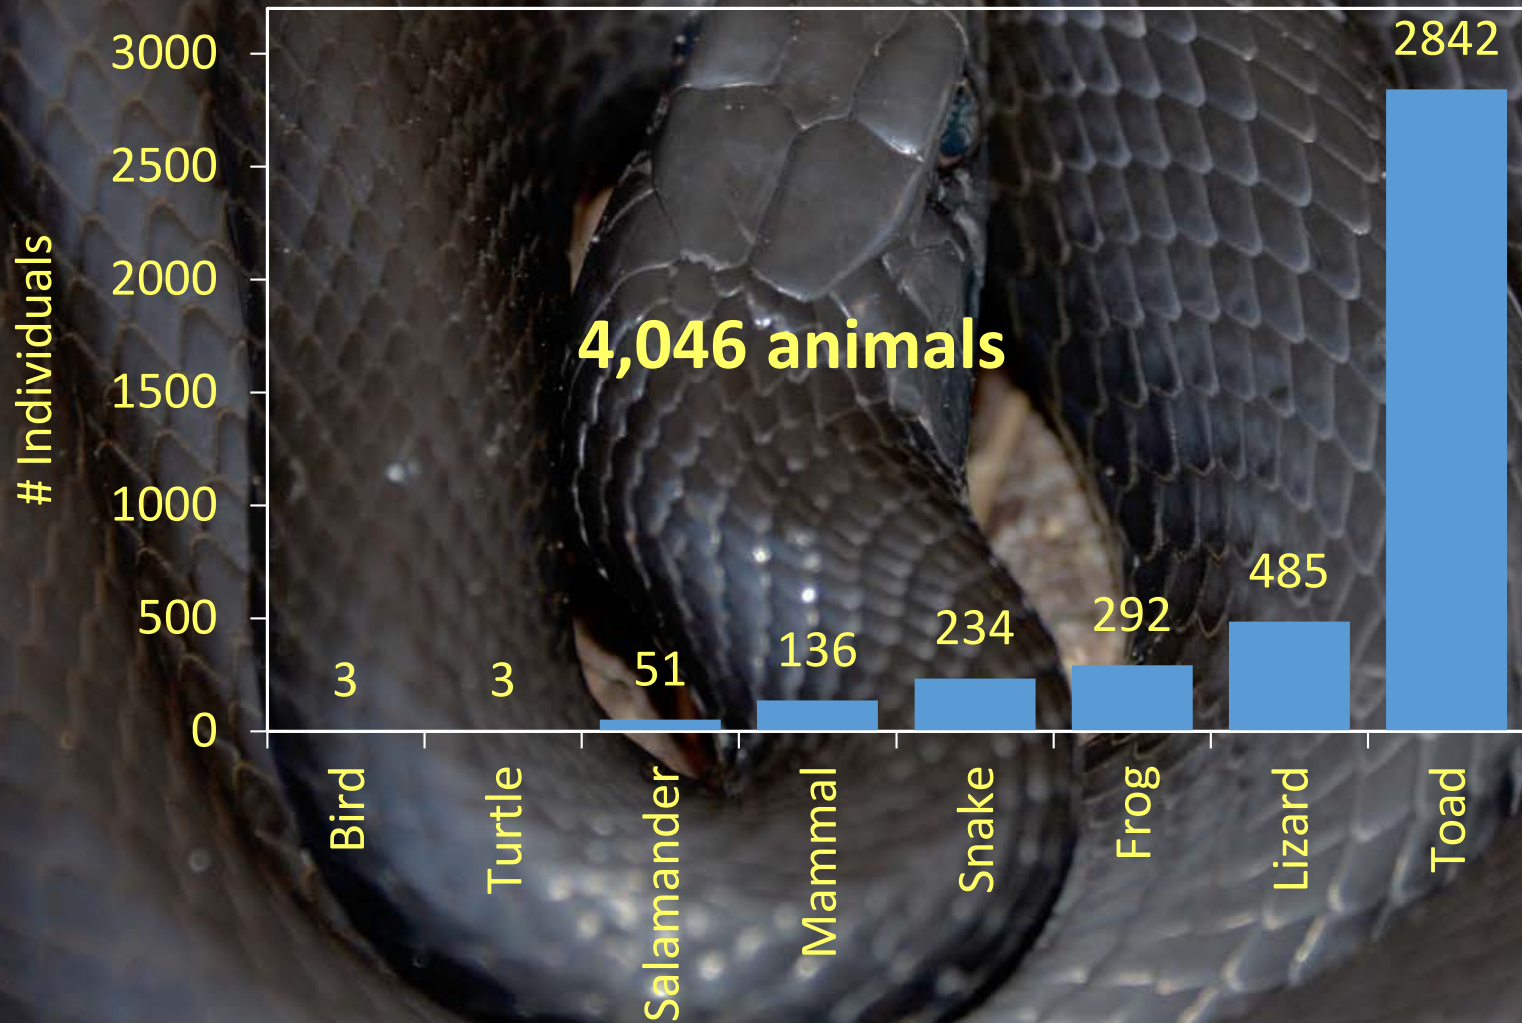 3000
2500
2000
1500
1000
500
0
# Individuals
4,046 animals
3
3
51
136
234
292
485
2842
Bird
Turtle
Salamander
Mammal
Snake
Frog
Lizard
Toad